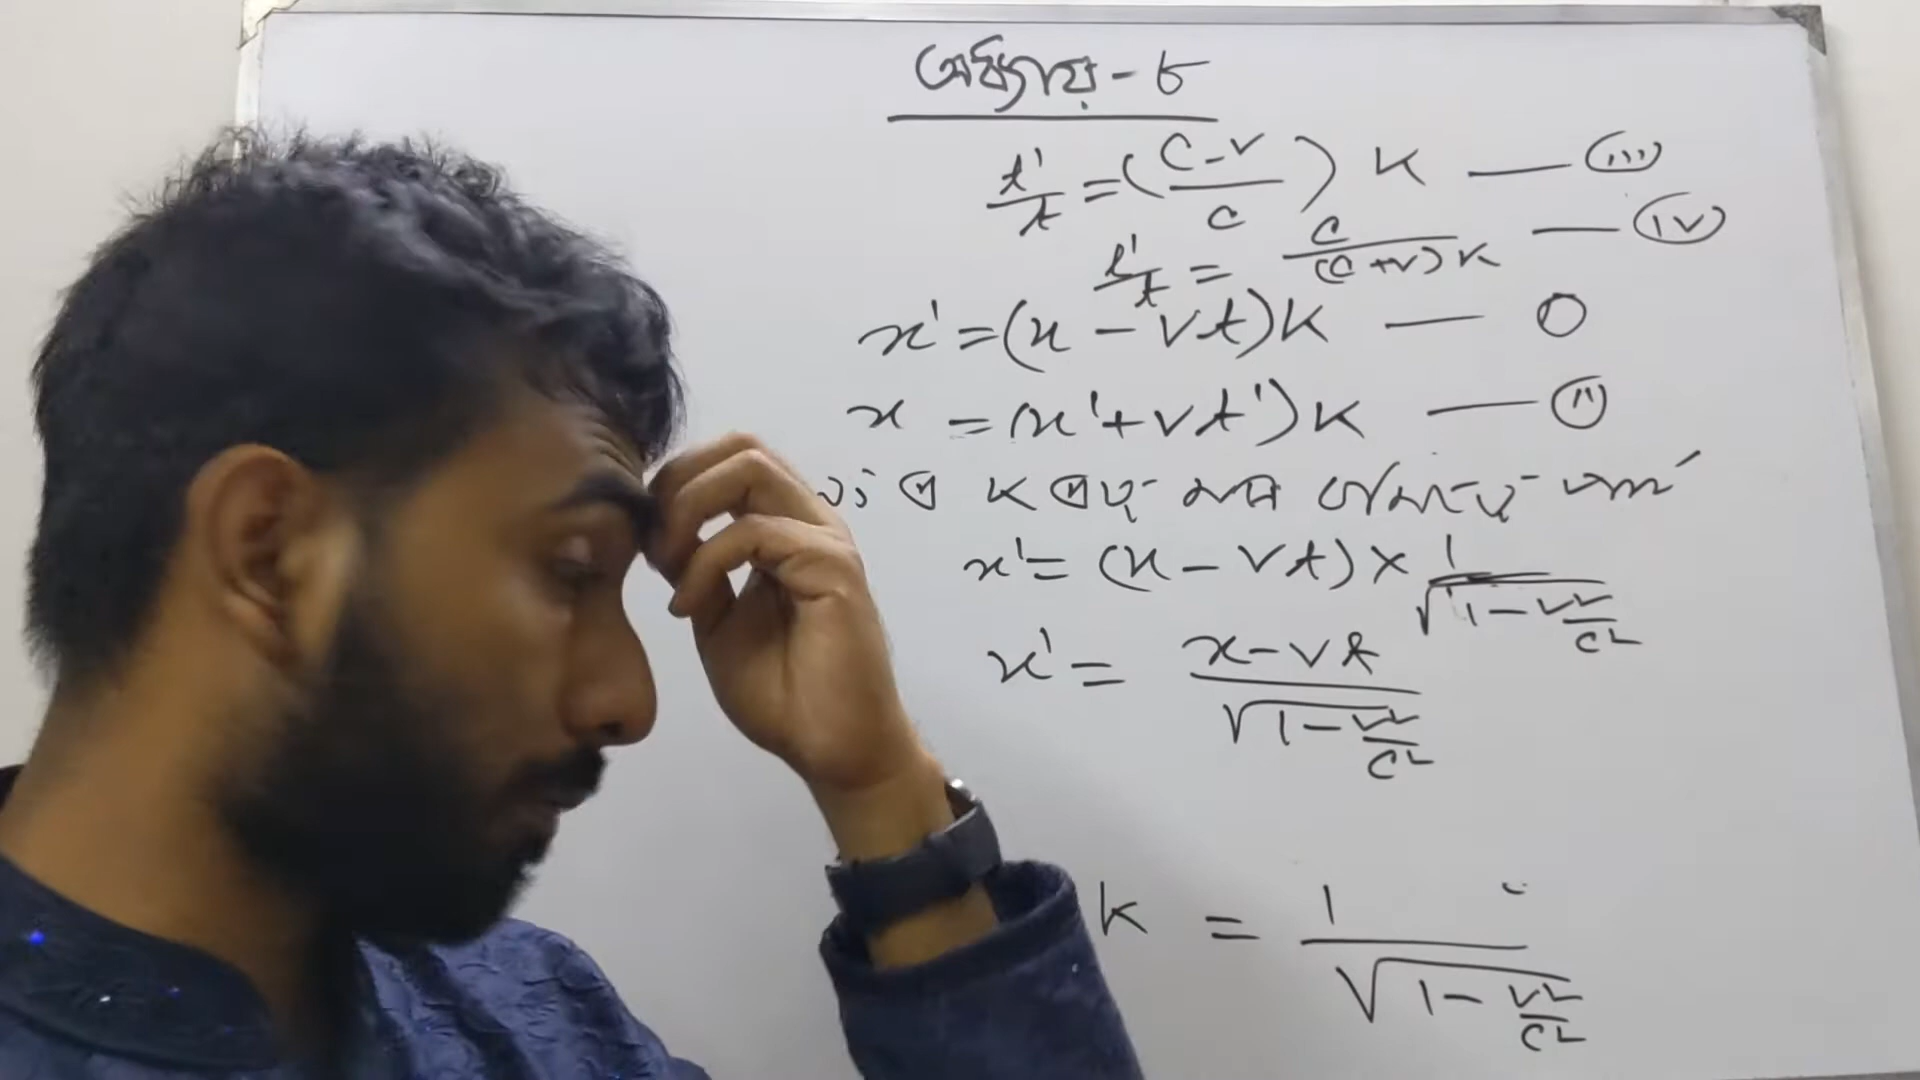 অধ্যায় - ৮
t'/t = (c-v/c) K — (iii)
t'/t = c/(c+v)K — (iv)
x' = (x - vt)K — O
x = (x' + vt')K — (ii)
K এর মান
x' = (x - vt) × 1/√1 - v²/c²
x' = x - vt/√1 - v²/c²
k = 1/√1 - v²/c²